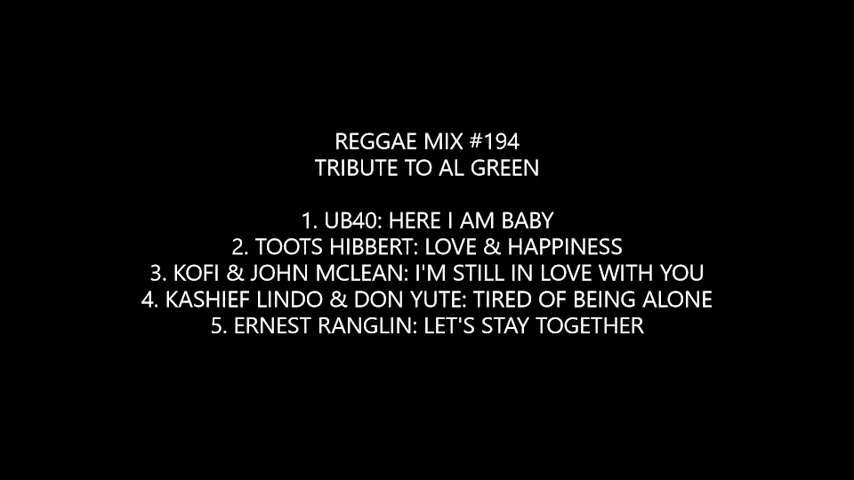 REGGAE MIX #194
TRIBUTE TO AL GREEN
1. UB40: HERE I AM BABY
2. TOOTS HIBBERT: LOVE & HAPPINESS
3. KOFI & JOHN MCLEAN: I'M STILL IN LOVE WITH YOU
4. KASHIEF LINDO & DON YUTE: TIRED OF BEING ALONE
5. ERNEST RANGLIN: LET'S STAY TOGETHER